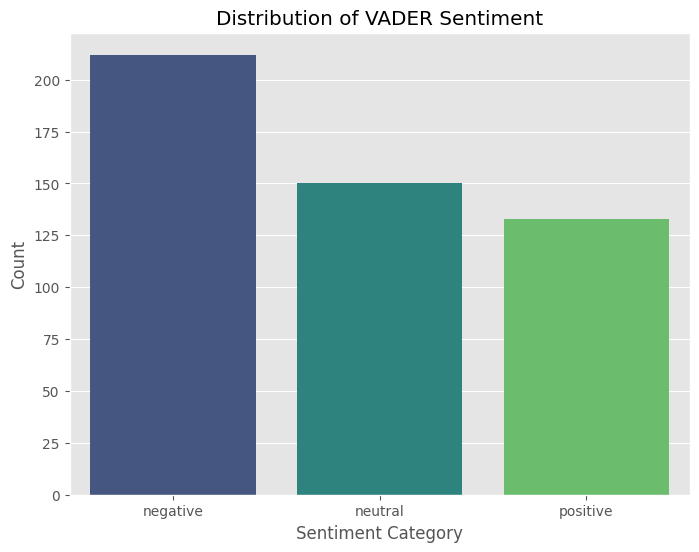 Distribution of VADER Sentiment
Count
200
175
150
125
100
75
50
25
0
negative neutral positive
Sentiment Category